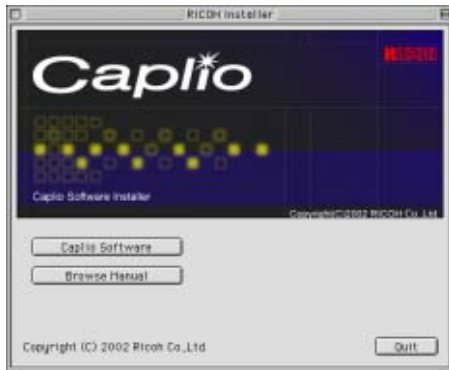 RICOH Installer
RICOH
Caplio
Caplio Software Installer
Copyright(C)2002 RICOH Co.,Ltd.
Caplio Software
Browse Manual
Copyright (C) 2002 Ricoh Co.,Ltd.
Quit